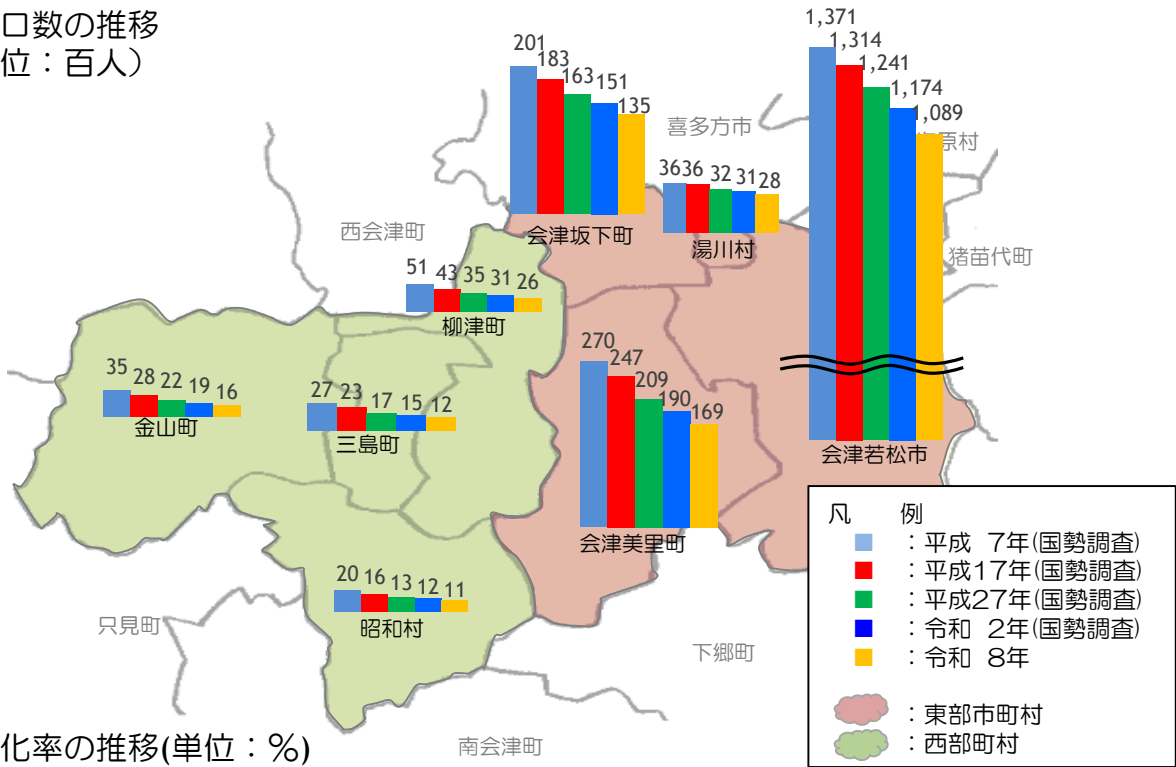 口数の推移
位：百人）
1,371
1,314
1,241
1,174
1,089
201
183
163
151
135
喜多方市
原村
36
36
32
31
28
西会津町
会津坂下町
湯川村
猪苗代町
51
43
35
31
26
柳津町
270
247
209
190
169
35
28
22
19
16
金山町
27
23
17
15
12
三島町
会津若松市
会津美里町
20
16
13
12
11
昭和村
只見町
下郷町
南会津町
凡 例
：平成 7年(国勢調査)
：平成17年(国勢調査)
：平成27年(国勢調査)
：令和 2年(国勢調査)
：令和 8年
：東部市町村
：西部町村
化率の推移(単位：%)